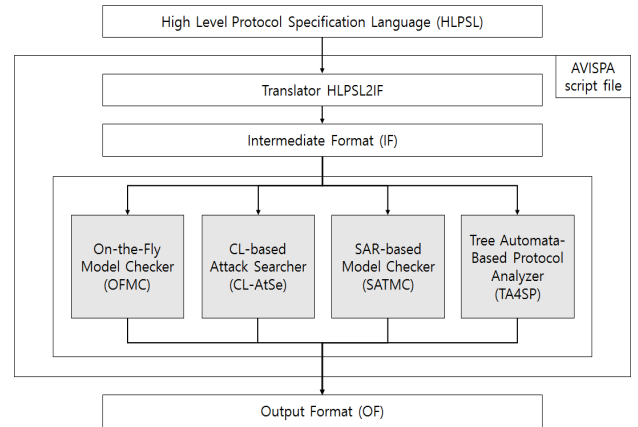 High Level Protocol Specification Language (HLPSL)
AVISPA
script file
Translator HLPSL2IF
Intermediate Format (IF)
On-the-Fly
Model Checker
(OFMC)
CL-based
Attack Searcher
(CL-AtSe)
SAR-based
Model Checker
(SATMC)
Tree Automata-
Based Protocol
Analyzer
(TA4SP)
Output Format (OF)